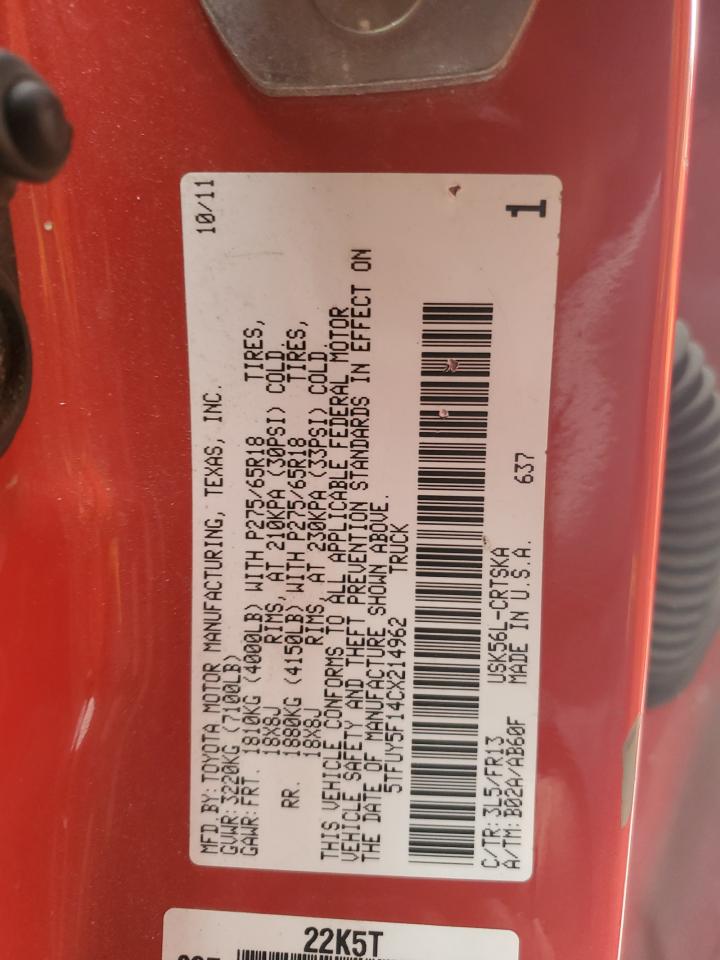 MFD BY: TOYOTA MOTOR MANUFACTURING, TEXAS, INC. 10/11
GVWR: 3220KG (7100LB)
GAWR: FRT. 1810KG (4000LB) WITH P275/65R18 TIRES,
18X8J RIMS, AT 210KPA (30PSI) COLD.
RR. 1880KG (4150LB) WITH P275/65R18 TIRES,
18X8J RIMS, AT 230KPA (33PSI) COLD.
THIS VEHICLE CONFORMS TO ALL APPLICABLE FEDERAL MOTOR
VEHICLE SAFETY AND THEFT PREVENTION STANDARDS IN EFFECT ON
THE DATE OF MANUFACTURE SHOWN ABOVE.
5TFUY5F14CX214962 TRUCK
C/TR: 3L5/FR13 USK56L-CRTSKA
A/TM: B02A/AB60F MADE IN U.S.A. 637
1
22K5T